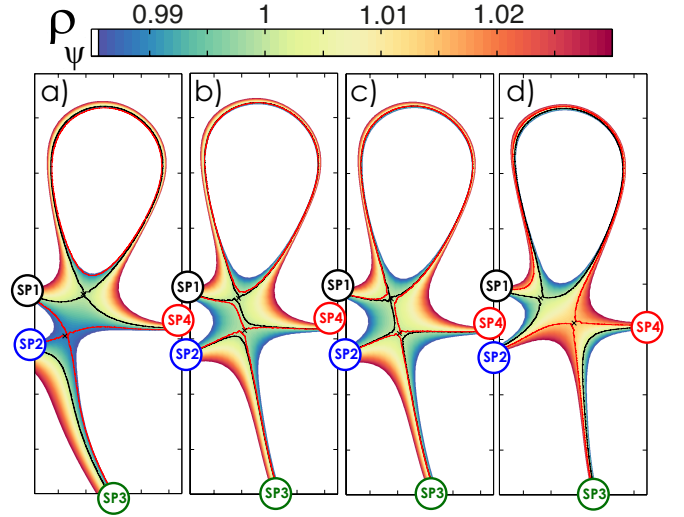 ρψ 0.99 1 1.01 1.02
a) b) c) d)
SP1 SP1 SP1 SP1
SP4 SP4 SP4 SP4
SP2 SP2 SP2 SP2
SP3 SP3 SP3 SP3